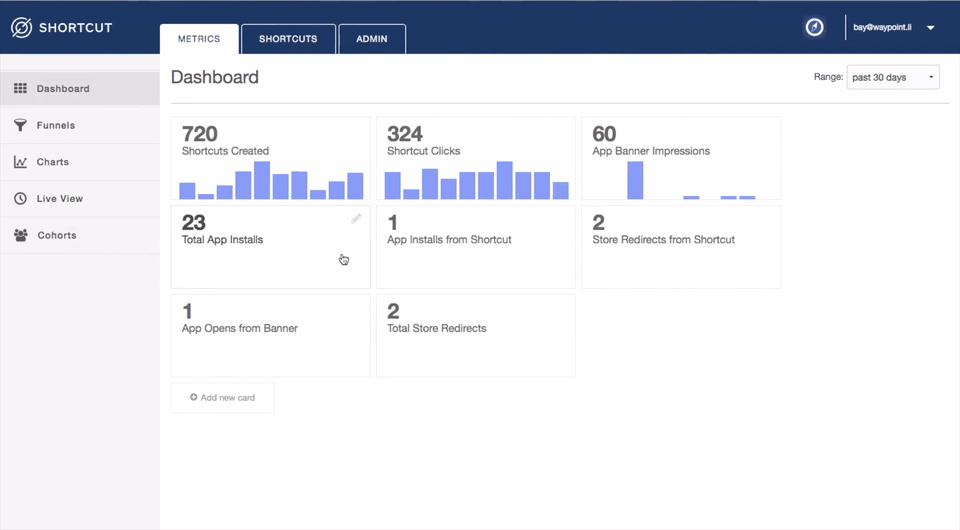 SHORTCUT
METRICS
SHORTCUTS
ADMIN
bay@waypoint.li
Dashboard
Funnels
Charts
Live View
Cohorts
Dashboard
Range: past 30 days
720
Shortcuts Created
324
Shortcut Clicks
60
App Banner Impressions
23
Total App Installs
1
App Installs from Shortcut
2
Store Redirects from Shortcut
1
App Opens from Banner
2
Total Store Redirects
Add new card